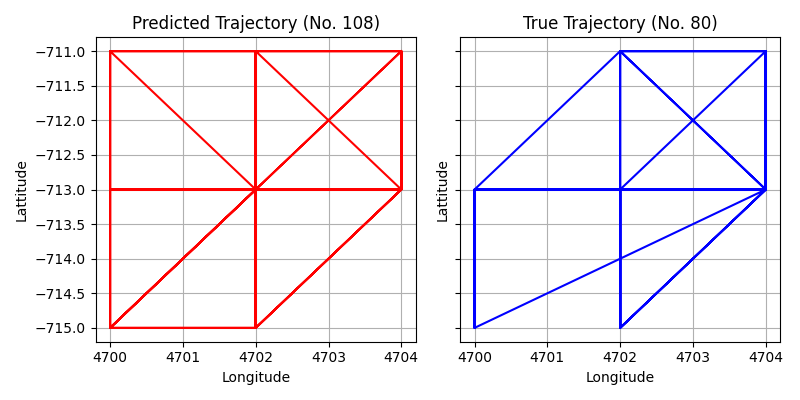 Predicted Trajectory (No. 108)
True Trajectory (No. 80)
−711.0
−711.5
−712.0
−712.5
−713.0
−713.5
−714.0
−714.5
−715.0
Lattitude
Lattitude
4700 4701 4702 4703 4704
4700 4701 4702 4703 4704
Longitude
Longitude